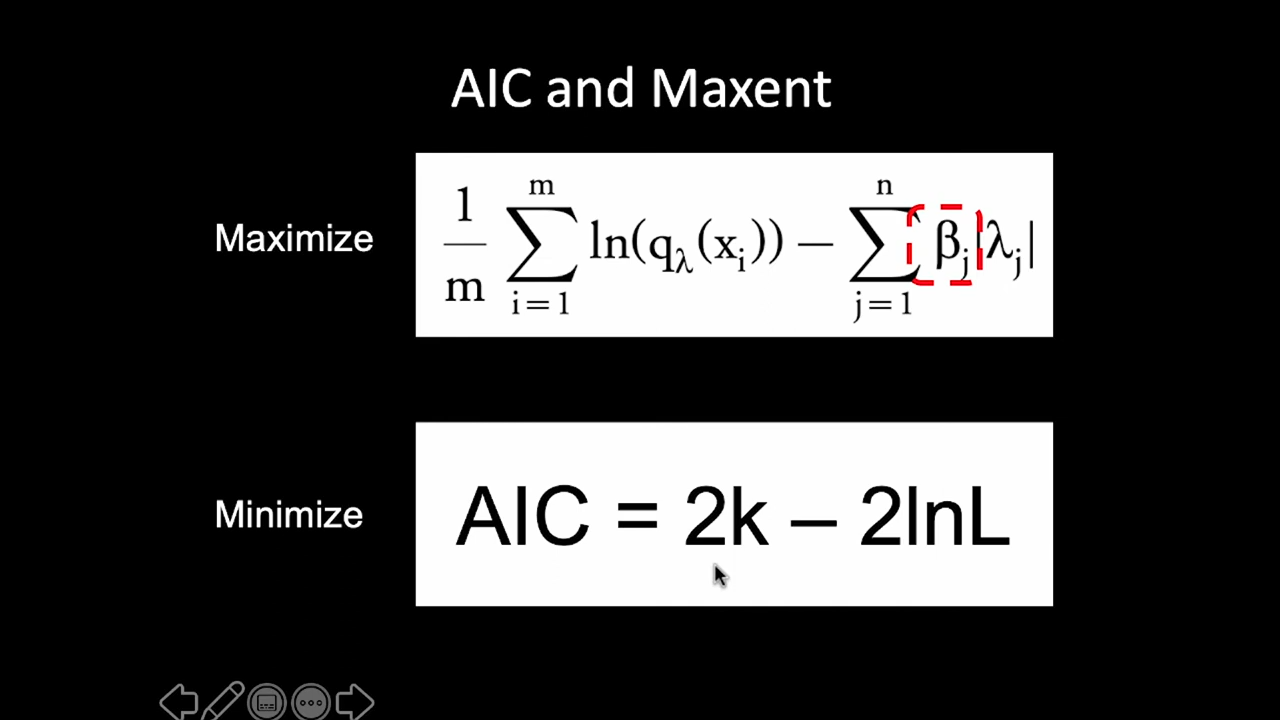 AIC and Maxent
Maximize
1/m ∑_{i=1}^{m} ln(q_λ(x_i)) − ∑_{j=1}^{n} β_j|λ_j|
Minimize
AIC = 2k – 2lnL